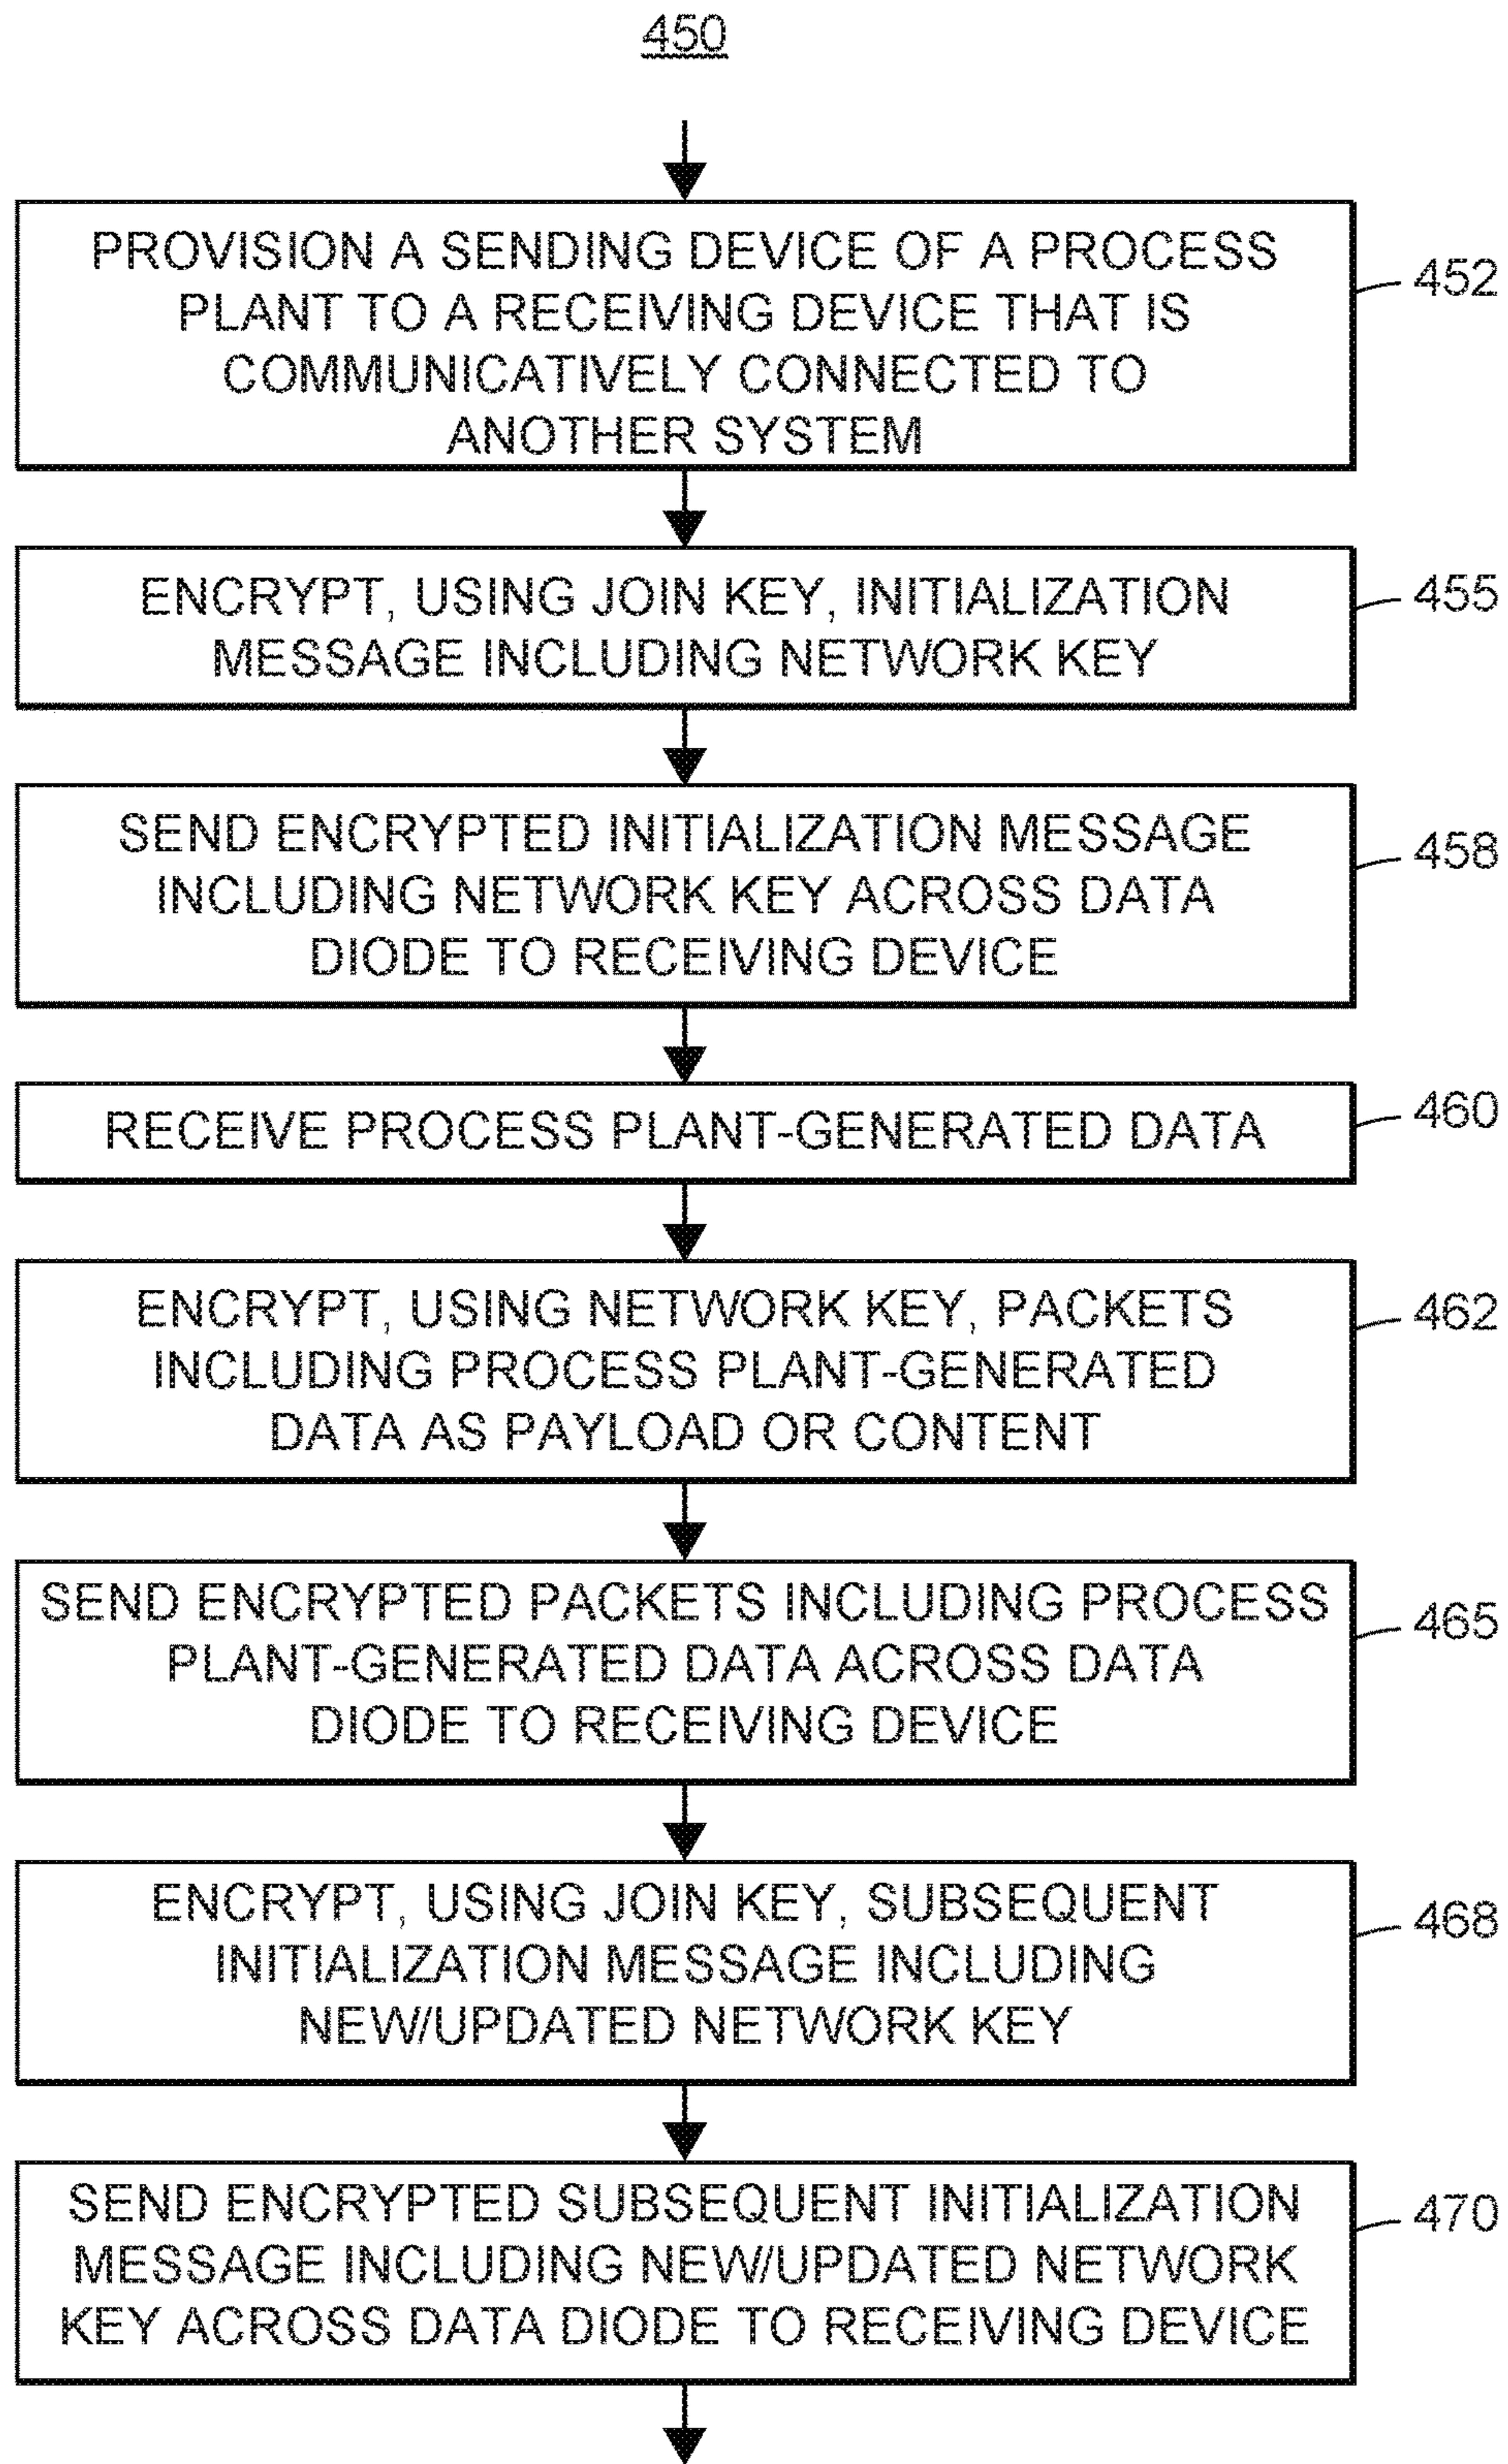 450
PROVISION A SENDING DEVICE OF A PROCESS
PLANT TO A RECEIVING DEVICE THAT IS
COMMUNICATIVELY CONNECTED TO
ANOTHER SYSTEM
452
ENCRYPT, USING JOIN KEY, INITIALIZATION
MESSAGE INCLUDING NETWORK KEY
455
SEND ENCRYPTED INITIALIZATION MESSAGE
INCLUDING NETWORK KEY ACROSS DATA
DIODE TO RECEIVING DEVICE
458
RECEIVE PROCESS PLANT-GENERATED DATA
460
ENCRYPT, USING NETWORK KEY, PACKETS
INCLUDING PROCESS PLANT-GENERATED
DATA AS PAYLOAD OR CONTENT
462
SEND ENCRYPTED PACKETS INCLUDING PROCESS
PLANT-GENERATED DATA ACROSS DATA
DIODE TO RECEIVING DEVICE
465
ENCRYPT, USING JOIN KEY, SUBSEQUENT
INITIALIZATION MESSAGE INCLUDING
NEW/UPDATED NETWORK KEY
468
SEND ENCRYPTED SUBSEQUENT INITIALIZATION
MESSAGE INCLUDING NEW/UPDATED NETWORK
KEY ACROSS DATA DIODE TO RECEIVING DEVICE
470